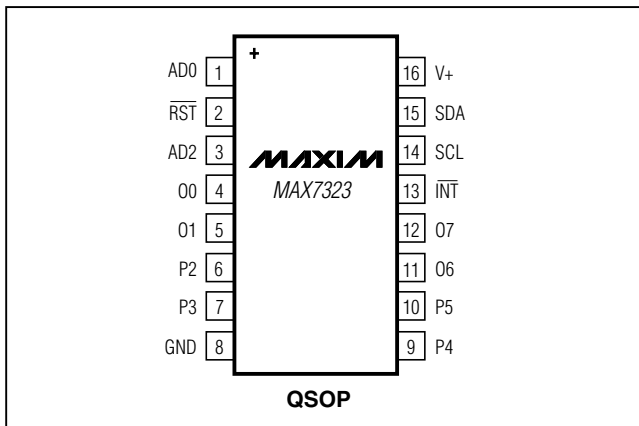 +
AD0 1 16 V+
RST 2 15 SDA
AD2 3 MAXIM 14 SCL
O0 4 MAX7323 13 INT
O1 5 12 O7
P2 6 11 O6
P3 7 10 P5
GND 8 9 P4
QSOP